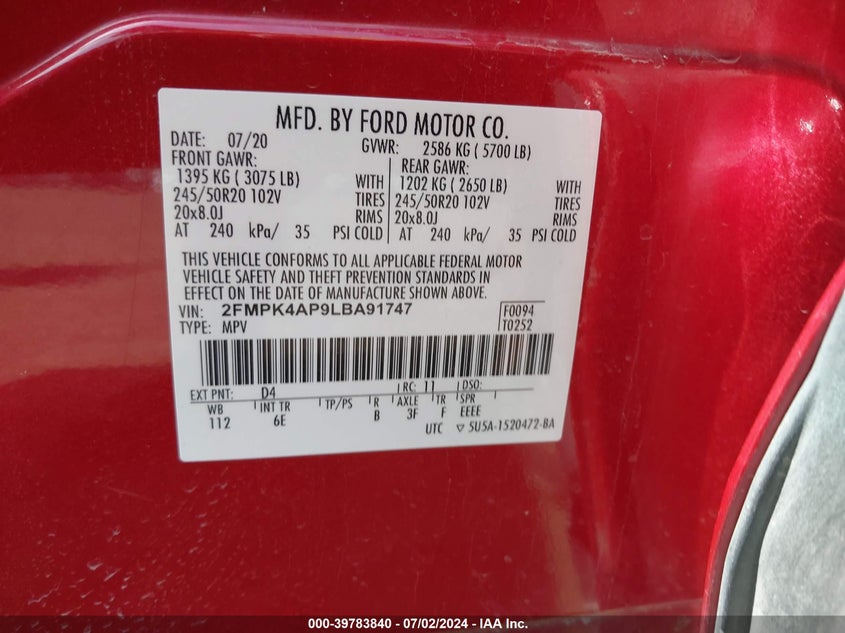 MFD. BY FORD MOTOR CO.
DATE: 07/20 GVWR: 2586 KG ( 5700 LB)
FRONT GAWR: REAR GAWR:
1395 KG ( 3075 LB) WITH 1202 KG ( 2650 LB) WITH
245/50R20 102V TIRES 245/50R20 102V TIRES
20x8.0J RIMS 20x8.0J RIMS
AT 240 kPa/ 35 PSI COLD AT 240 kPa/ 35 PSI COLD
THIS VEHICLE CONFORMS TO ALL APPLICABLE FEDERAL MOTOR
VEHICLE SAFETY AND THEFT PREVENTION STANDARDS IN
EFFECT ON THE DATE OF MANUFACTURE SHOWN ABOVE.
VIN: 2FMPK4AP9LBA91747 F0094
TYPE: MPV T0252
EXT PNT: D4 RC: 11 DSO:
WB INT TR TP/PS R AXLE TR SPR
112 6E B 3F F EEEE
UTC ▽ 5U5A-1520472-BA
000-39783840 - 07/02/2024 - IAA Inc.